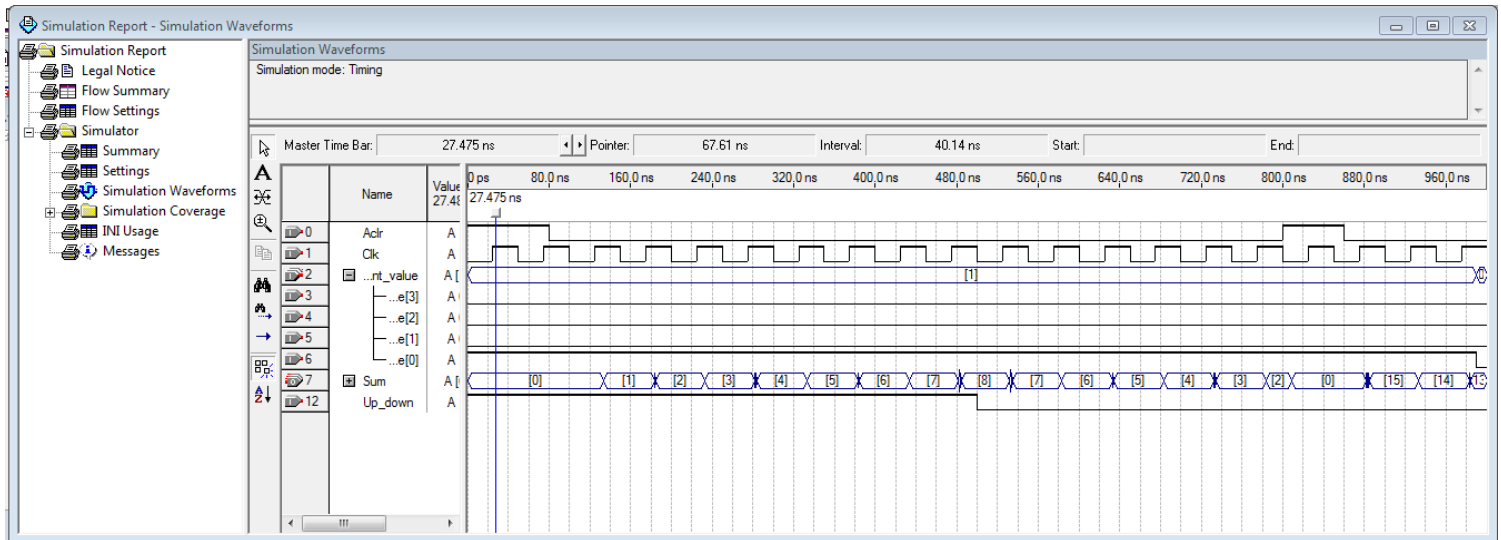 Simulation Report - Simulation Waveforms
Simulation Report
Legal Notice
Flow Summary
Flow Settings
Simulator
Summary
Settings
Simulation Waveforms
Simulation Coverage
INI Usage
Messages
Simulation Waveforms
Simulation mode: Timing
Master Time Bar: 27.475 ns Pointer: 67.61 ns Interval: 40.14 ns Start: End:
Name Value 27.48
0 ps 80.0 ns 160.0 ns 240.0 ns 320.0 ns 400.0 ns 480.0 ns 560.0 ns 640.0 ns 720.0 ns 800.0 ns 880.0 ns 960.0 ns
27.475 ns
0 Aclr A
1 Clk A
2 ...nt_value A [ [1]
3 ...e[3] A
4 ...e[2] A
5 ...e[1] A
6 ...e[0] A
7 Sum A [ [0] [1] [2] [3] [4] [5] [6] [7] [8] [7] [6] [5] [4] [3] [2] [0] [15] [14] [13
12 Up_down A